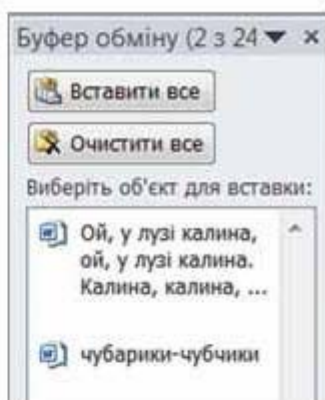 Буфер обміну (2 з 24
Вставити все
Очистити все
Виберіть об'єкт для вставки:
Ой, у лузі калина,
ой, у лузі калина.
Калина, калина, ...
чубарики-чубчики